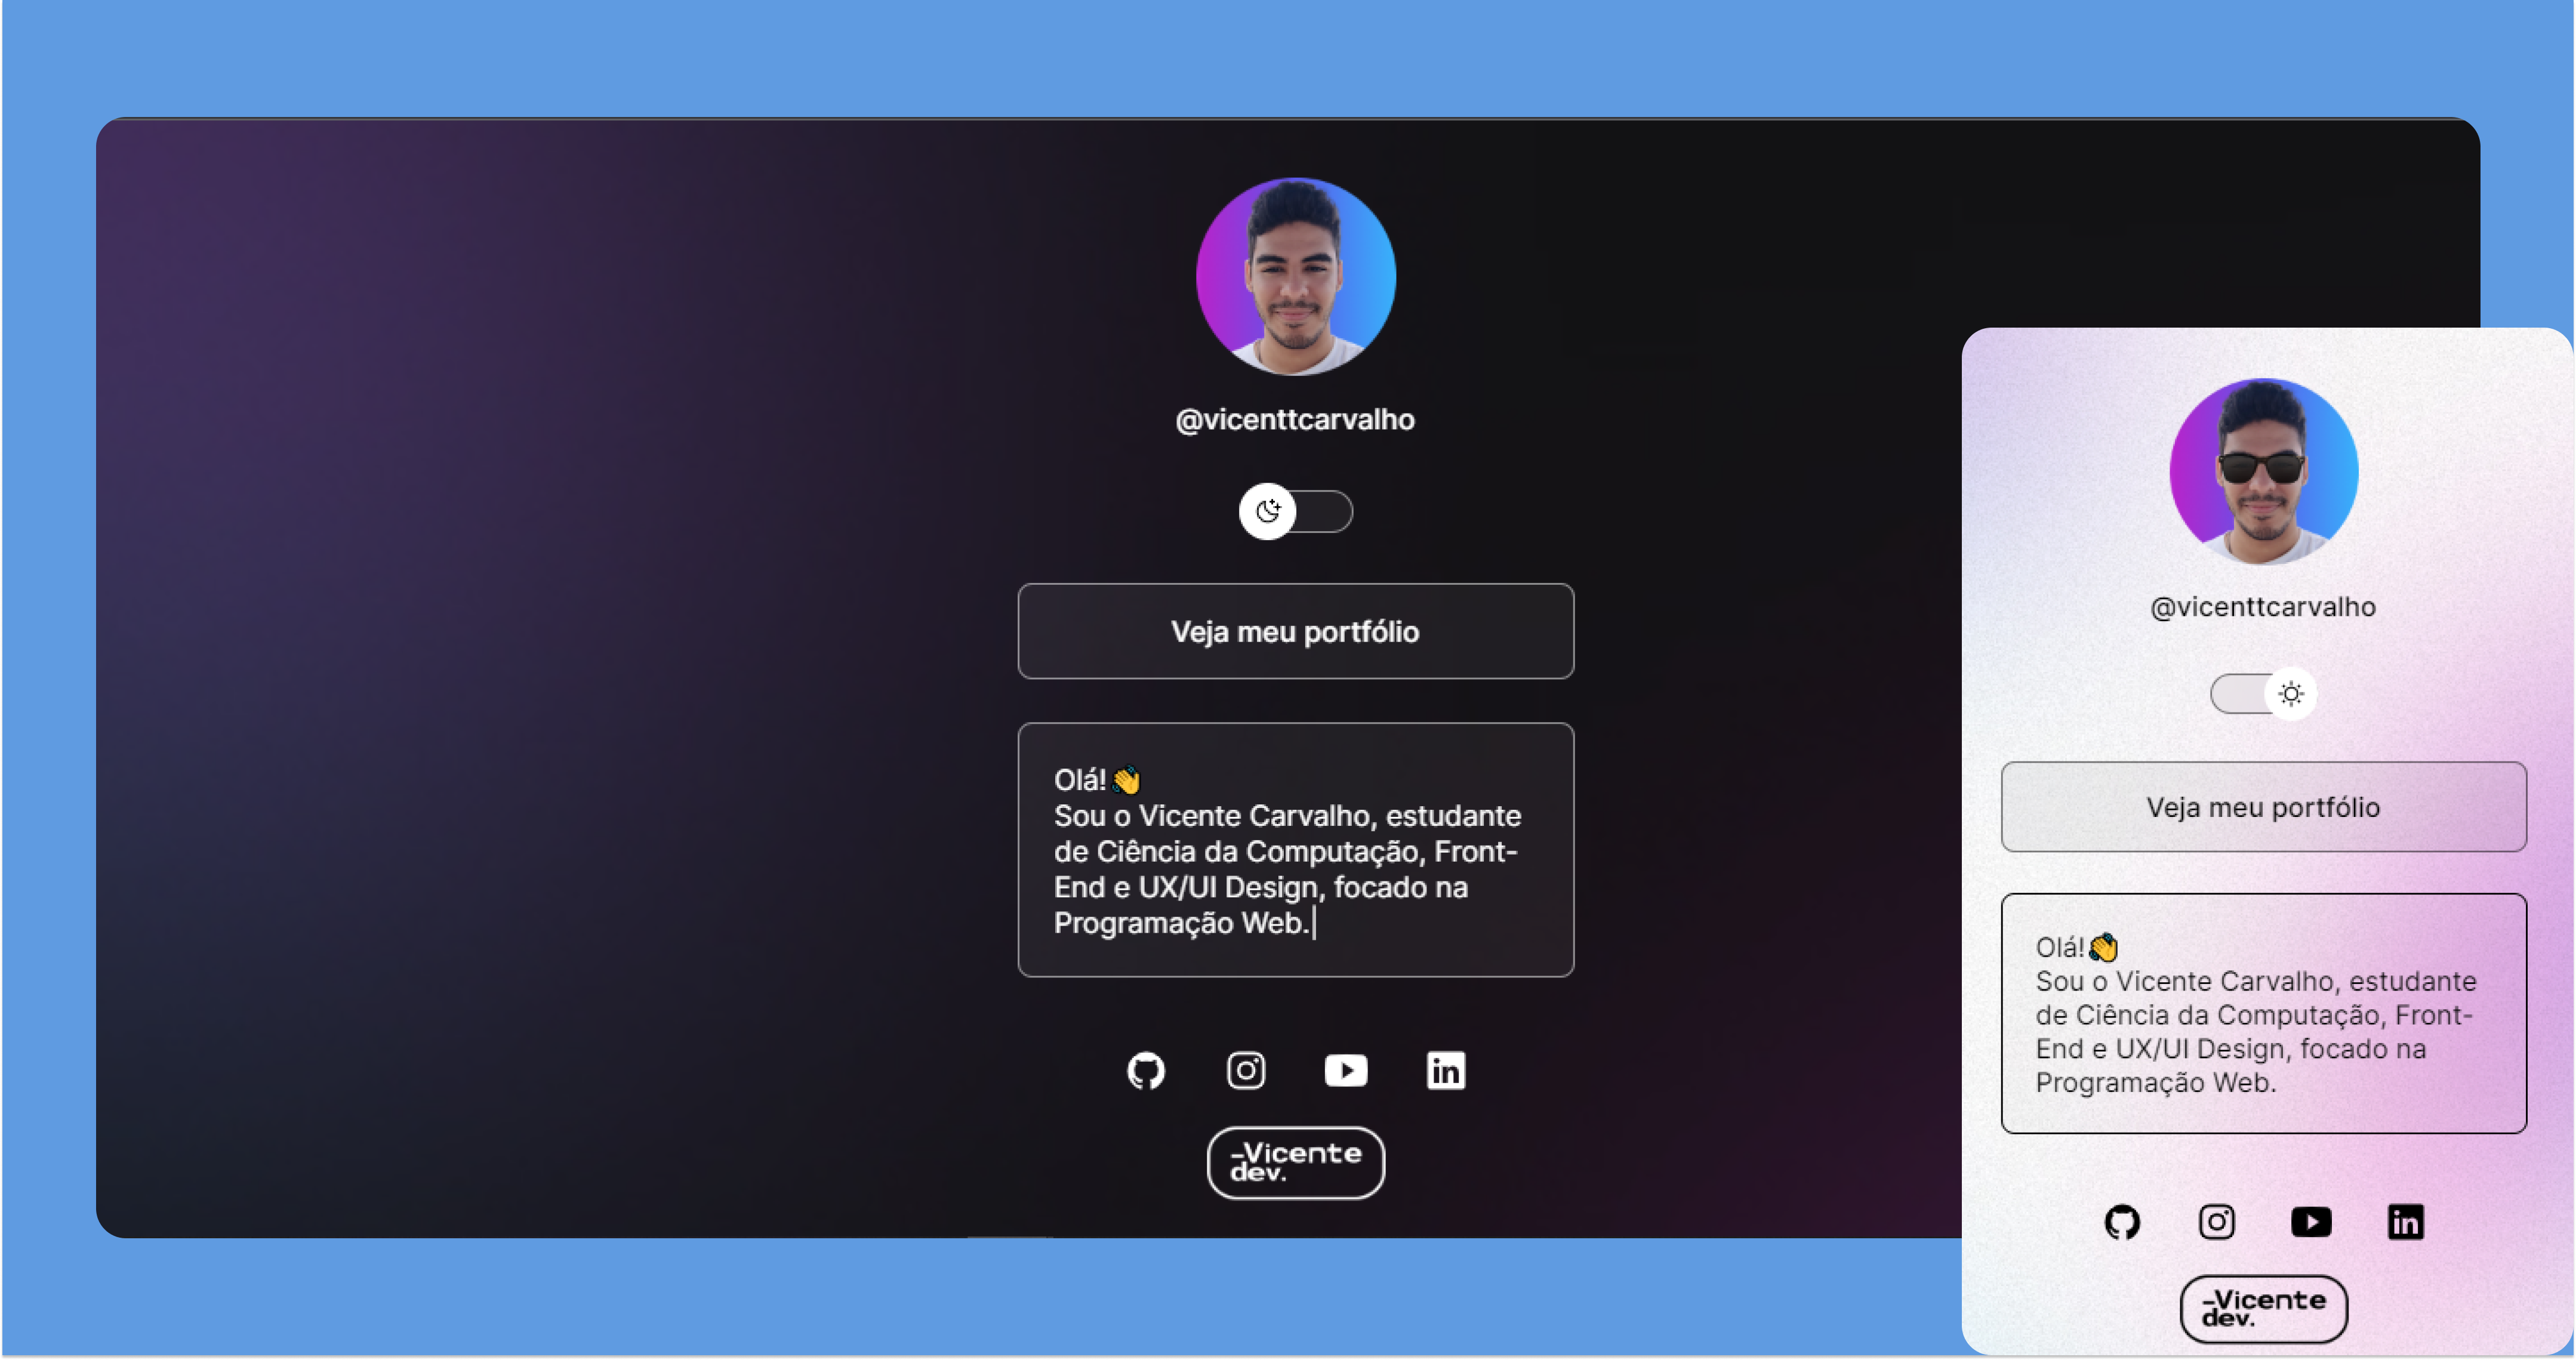 @vicenttcarvalho
Veja meu portfólio
Olá!👋
Sou o Vicente Carvalho, estudante
de Ciência da Computação, Front-
End e UX/UI Design, focado na
Programação Web.|
in
–Vicente
dev.
@vicenttcarvalho
Veja meu portfólio
Olá!👋
Sou o Vicente Carvalho, estudante
de Ciência da Computação, Front-
End e UX/UI Design, focado na
Programação Web.
in
–Vicente
dev.